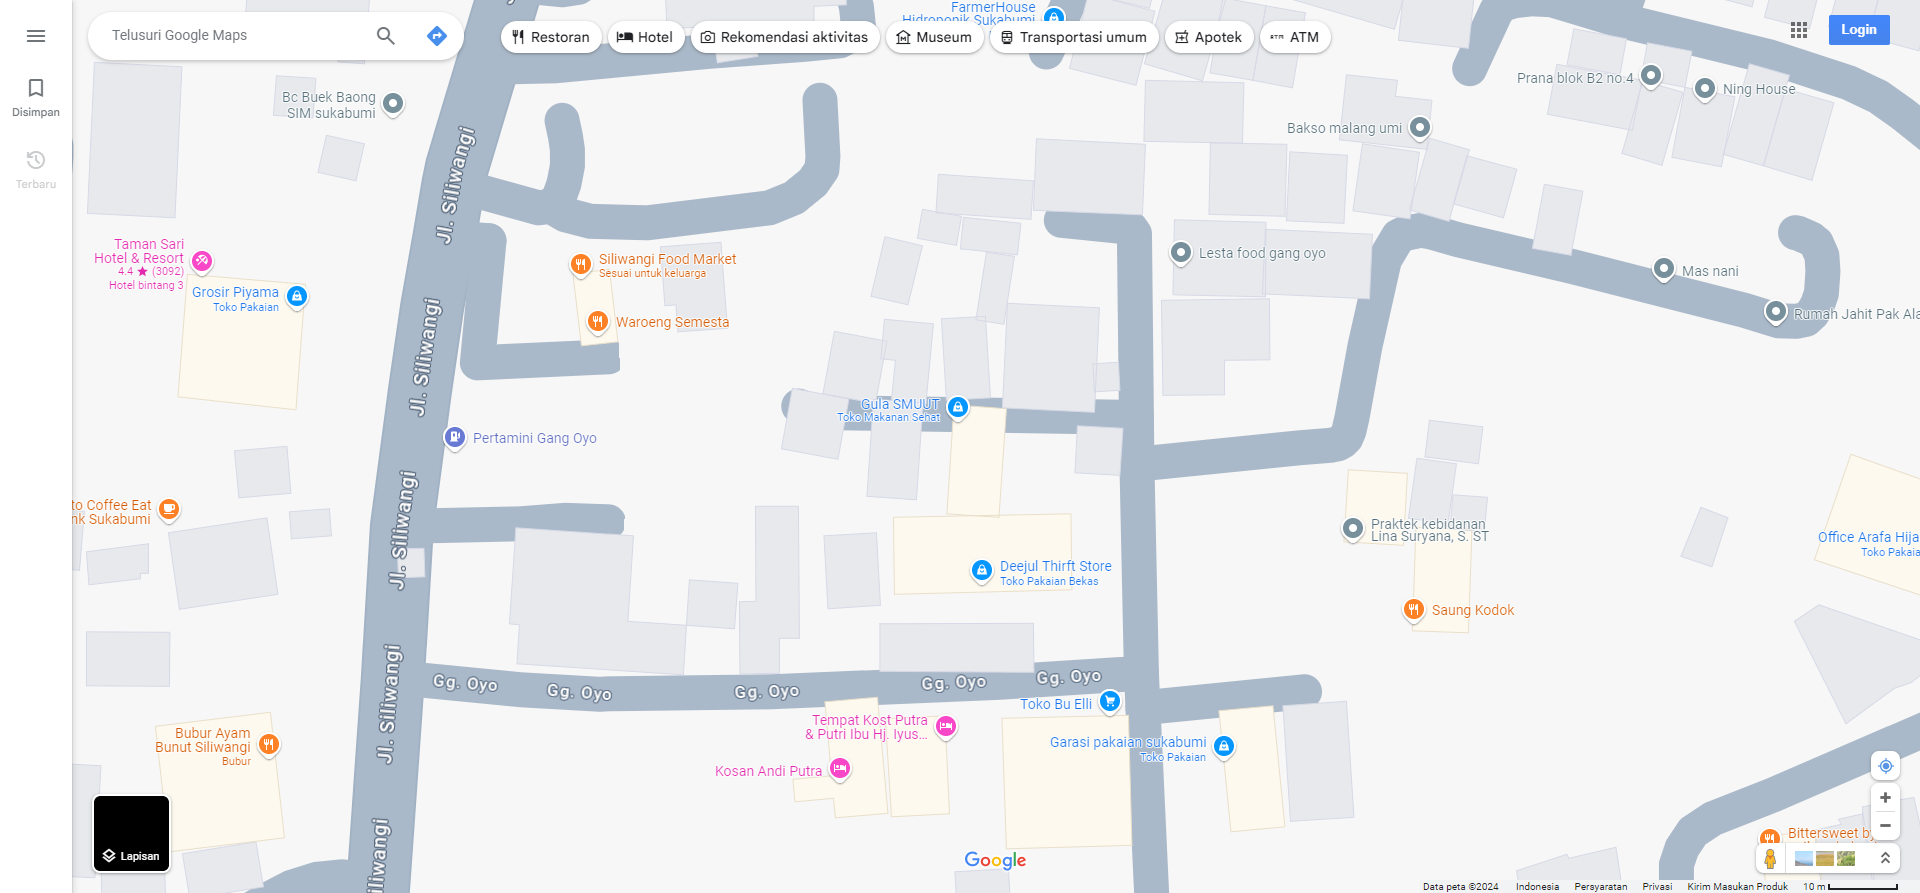 Telusuri Google Maps
Restoran
Hotel
Rekomendasi aktivitas
Museum
Transportasi umum
Apotek
ATM
Login
Disimpan
Terbaru
FarmerHouse
Hidroponik Sukabumi
Prana blok B2 no.4
Ning House
Bc Buek Baong
SIM sukabumi
Bakso malang umi
Jl. Siliwangi
Taman Sari
Hotel & Resort
4.4 ★ (3092)
Hotel bintang 3
Siliwangi Food Market
Sesuai untuk keluarga
Lesta food gang oyo
Mas nani
Grosir Piyama
Toko Pakaian
Rumah Jahit Pak Ala
Waroeng Semesta
Jl. Siliwangi
Gula SMUUT
Toko Makanan Sehat
Pertamini Gang Oyo
to Coffee Eat
nk Sukabumi
Jl. Siliwangi
Praktek kebidanan
Lina Suryana, S. ST
Office Arafa Hija
Toko Pakaia
Deejul Thirft Store
Toko Pakaian Bekas
Saung Kodok
Gg. Oyo
Gg. Oyo
Gg. Oyo
Gg. Oyo
Gg. Oyo
Jl. Siliwangi
Toko Bu Elli
Tempat Kost Putra
& Putri Ibu Hj. Iyus...
Garasi pakaian sukabumi
Toko Pakaian
Bubur Ayam
Bunut Siliwangi
Bubur
Kosan Andi Putra
iliwangi
Bittersweet by
Lapisan
Google
Data peta ©2024
Indonesia
Persyaratan
Privasi
Kirim Masukan Produk
10 m